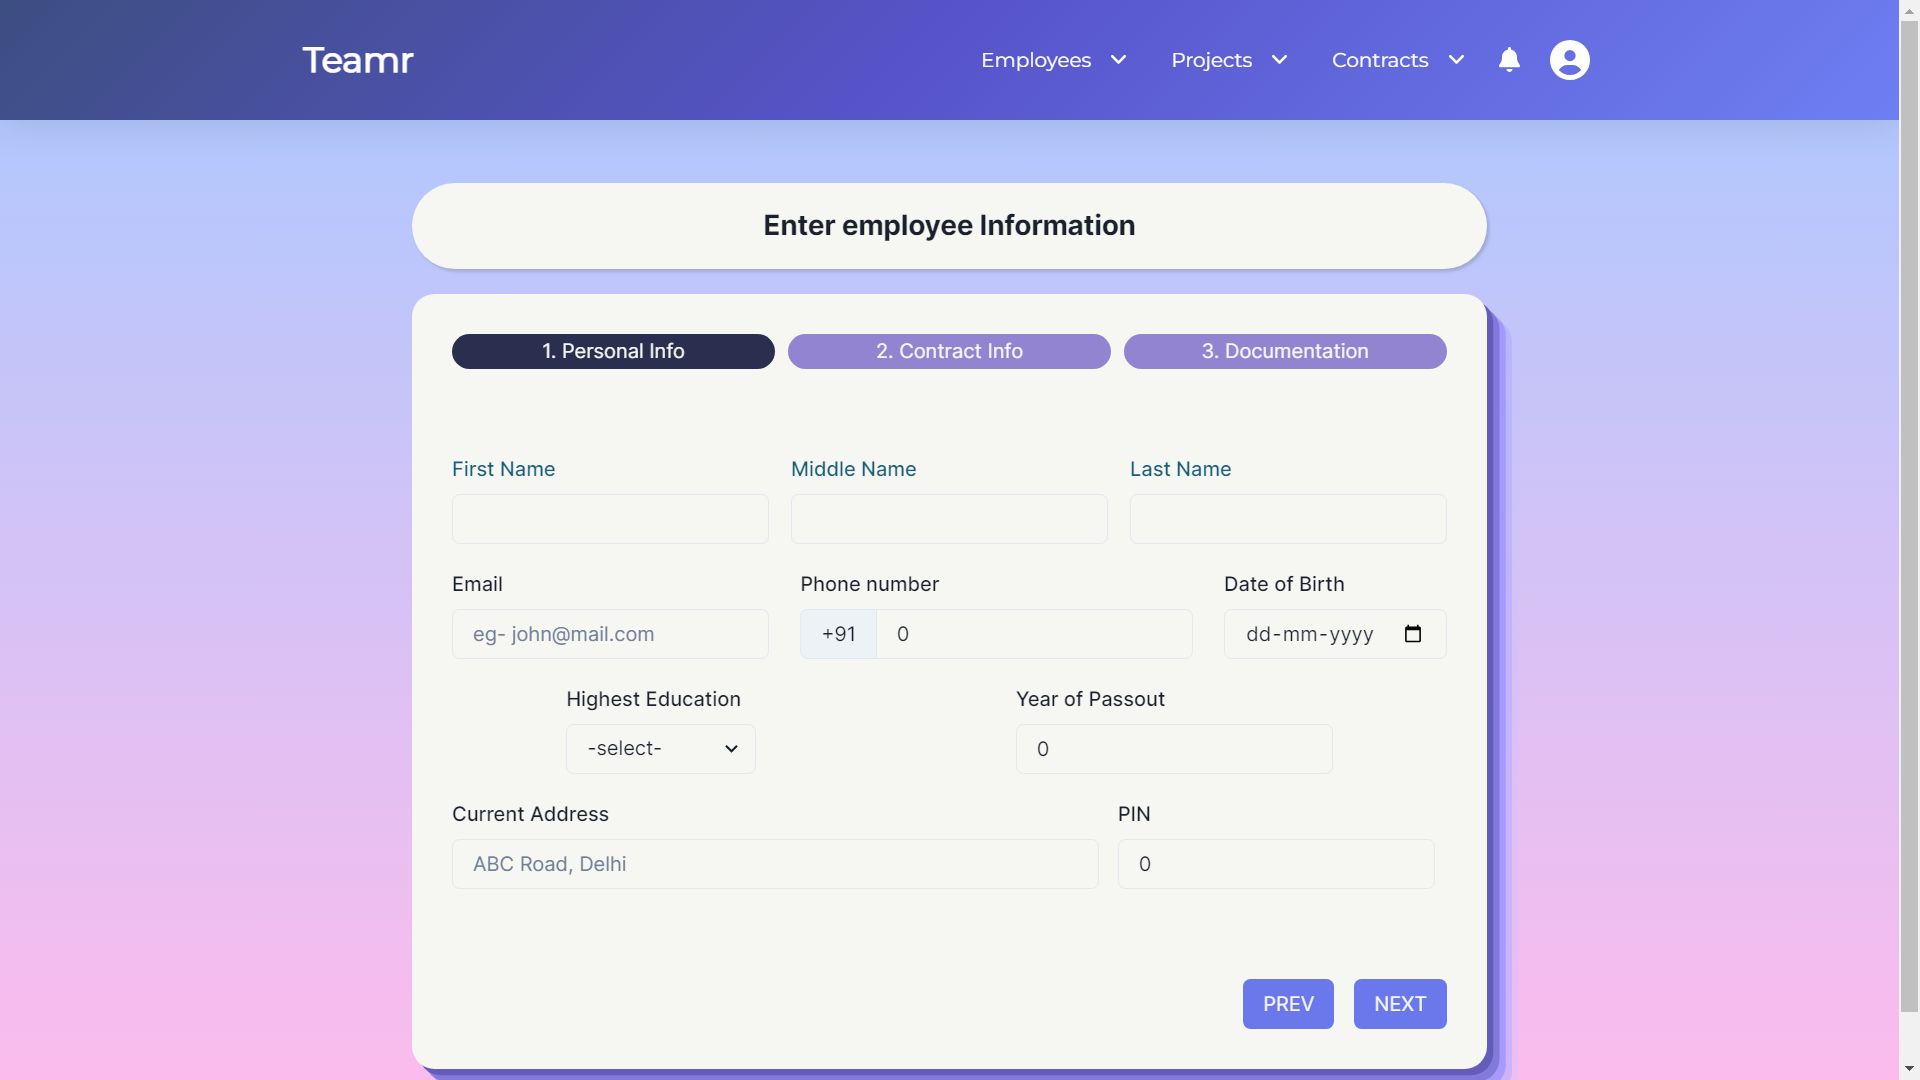 Teamr
Employees Projects Contracts
Enter employee Information
1. Personal Info 2. Contract Info 3. Documentation
First Name Middle Name Last Name
Email Phone number Date of Birth
eg- john@mail.com +91 0 dd-mm-yyyy
Highest Education Year of Passout
-select- 0
Current Address PIN
ABC Road, Delhi 0
PREV NEXT